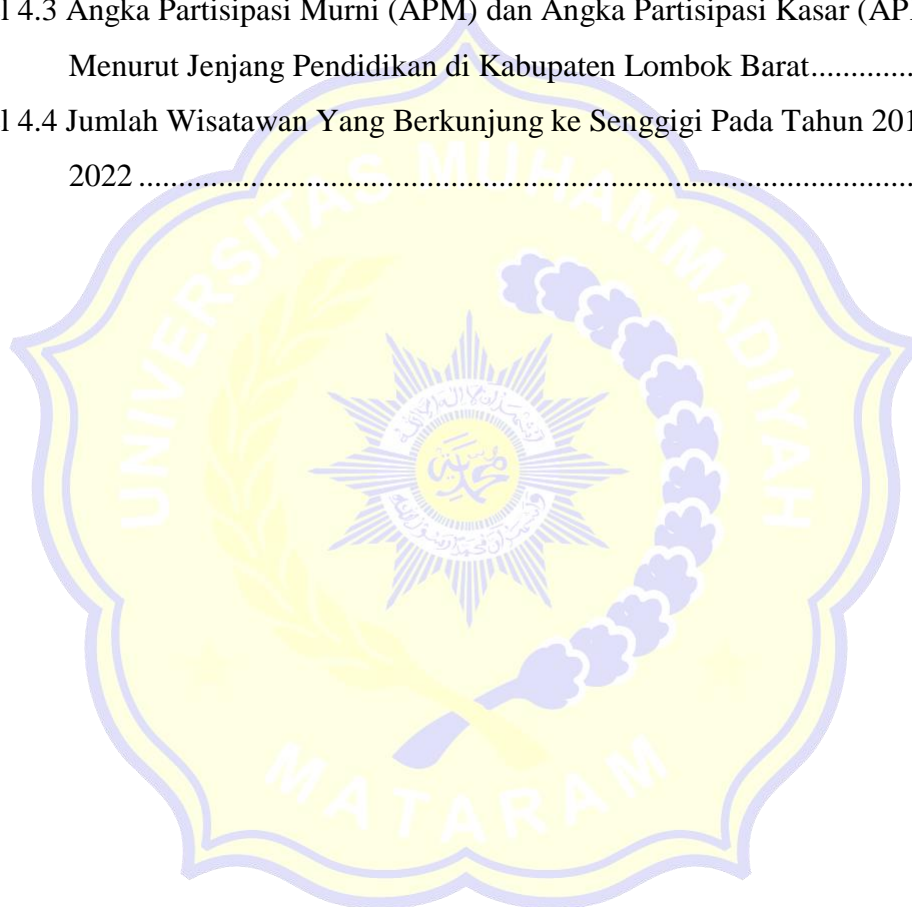 l 4.3 Angka Partisipasi Murni (APM) dan Angka Partisipasi Kasar (AP
Menurut Jenjang Pendidikan di Kabupaten Lombok Barat.............
l 4.4 Jumlah Wisatawan Yang Berkunjung ke Senggigi Pada Tahun 201
2022 ...................................................................................
UNIVERSITAS MUHAMMADIYAH
MATARAM